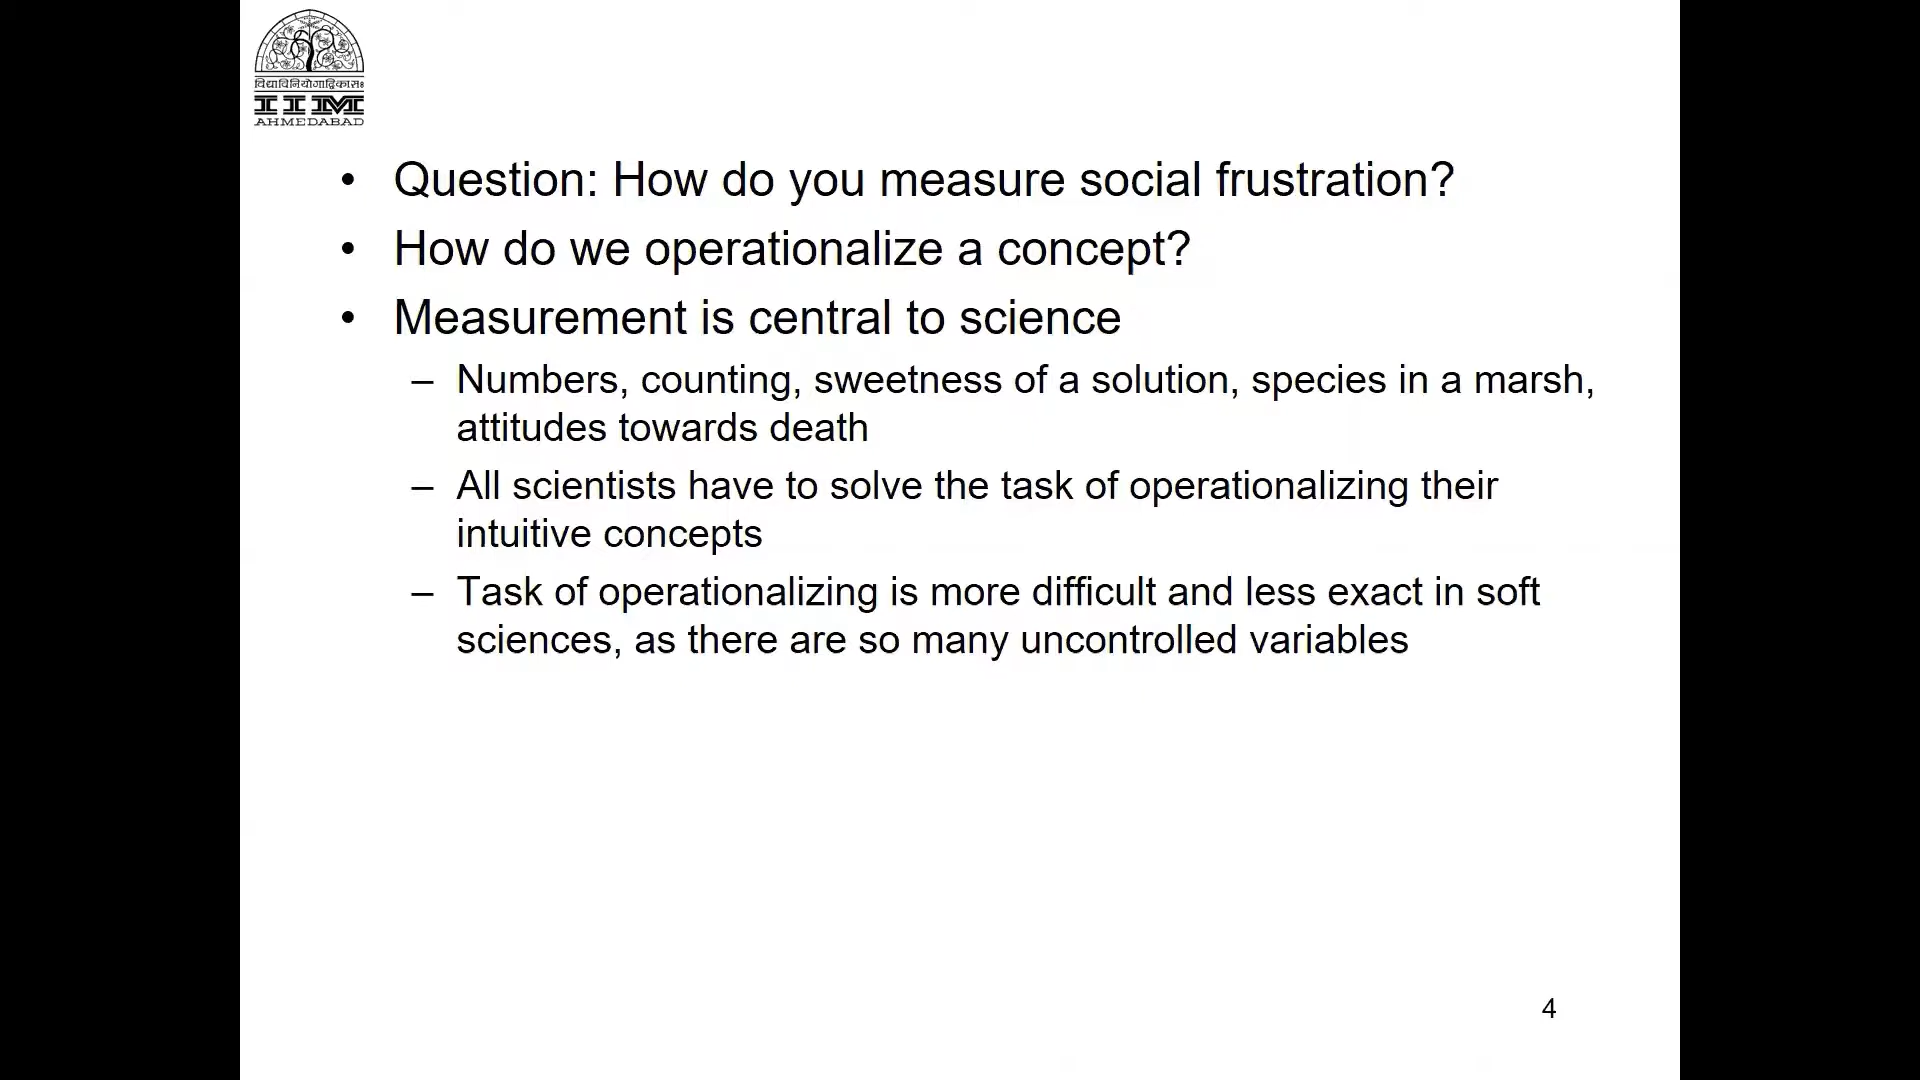 विद्याविनियोगाद्विकासः
IIM
AHMEDABAD
• Question: How do you measure social frustration?
• How do we operationalize a concept?
• Measurement is central to science
– Numbers, counting, sweetness of a solution, species in a marsh,
attitudes towards death
– All scientists have to solve the task of operationalizing their
intuitive concepts
– Task of operationalizing is more difficult and less exact in soft
sciences, as there are so many uncontrolled variables
4